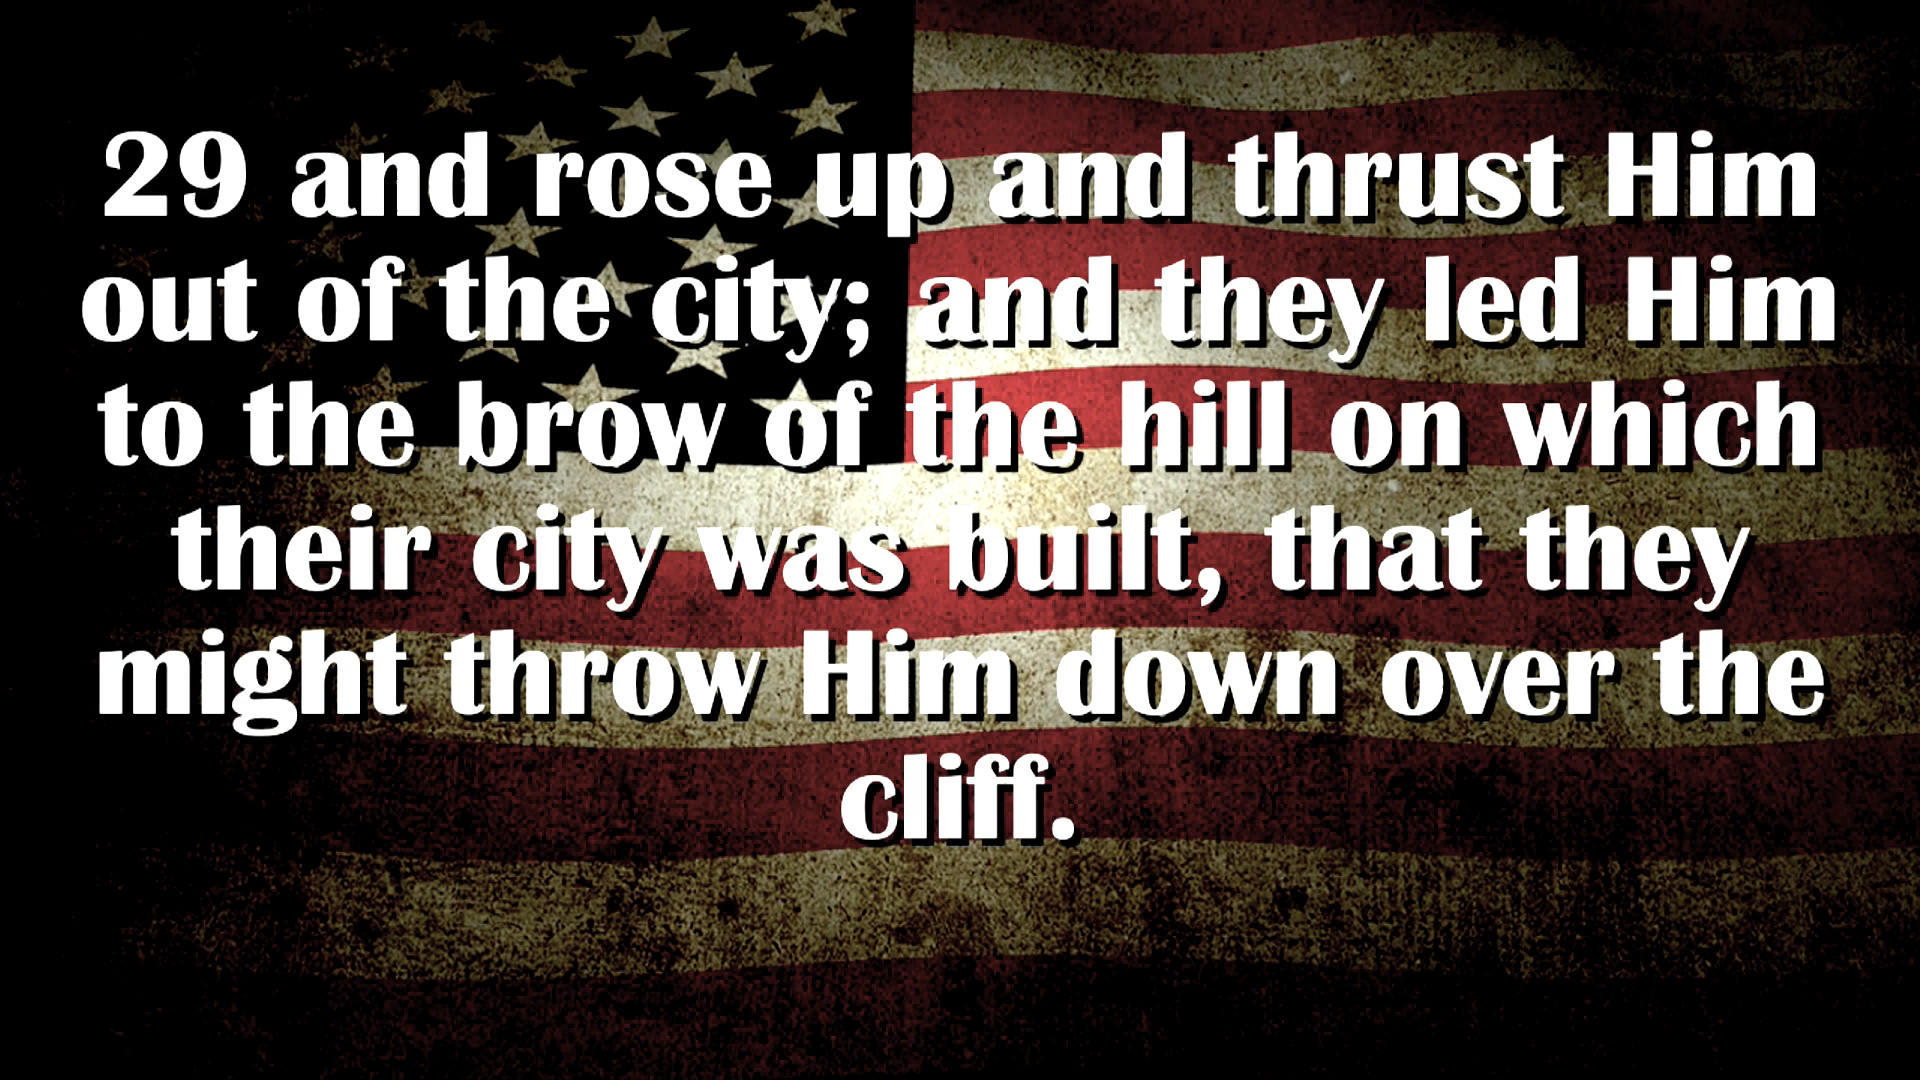 29 and rose up and thrust Him
out of the city; and they led Him
to the brow of the hill on which
their city was built, that they
might throw Him down over the
cliff.